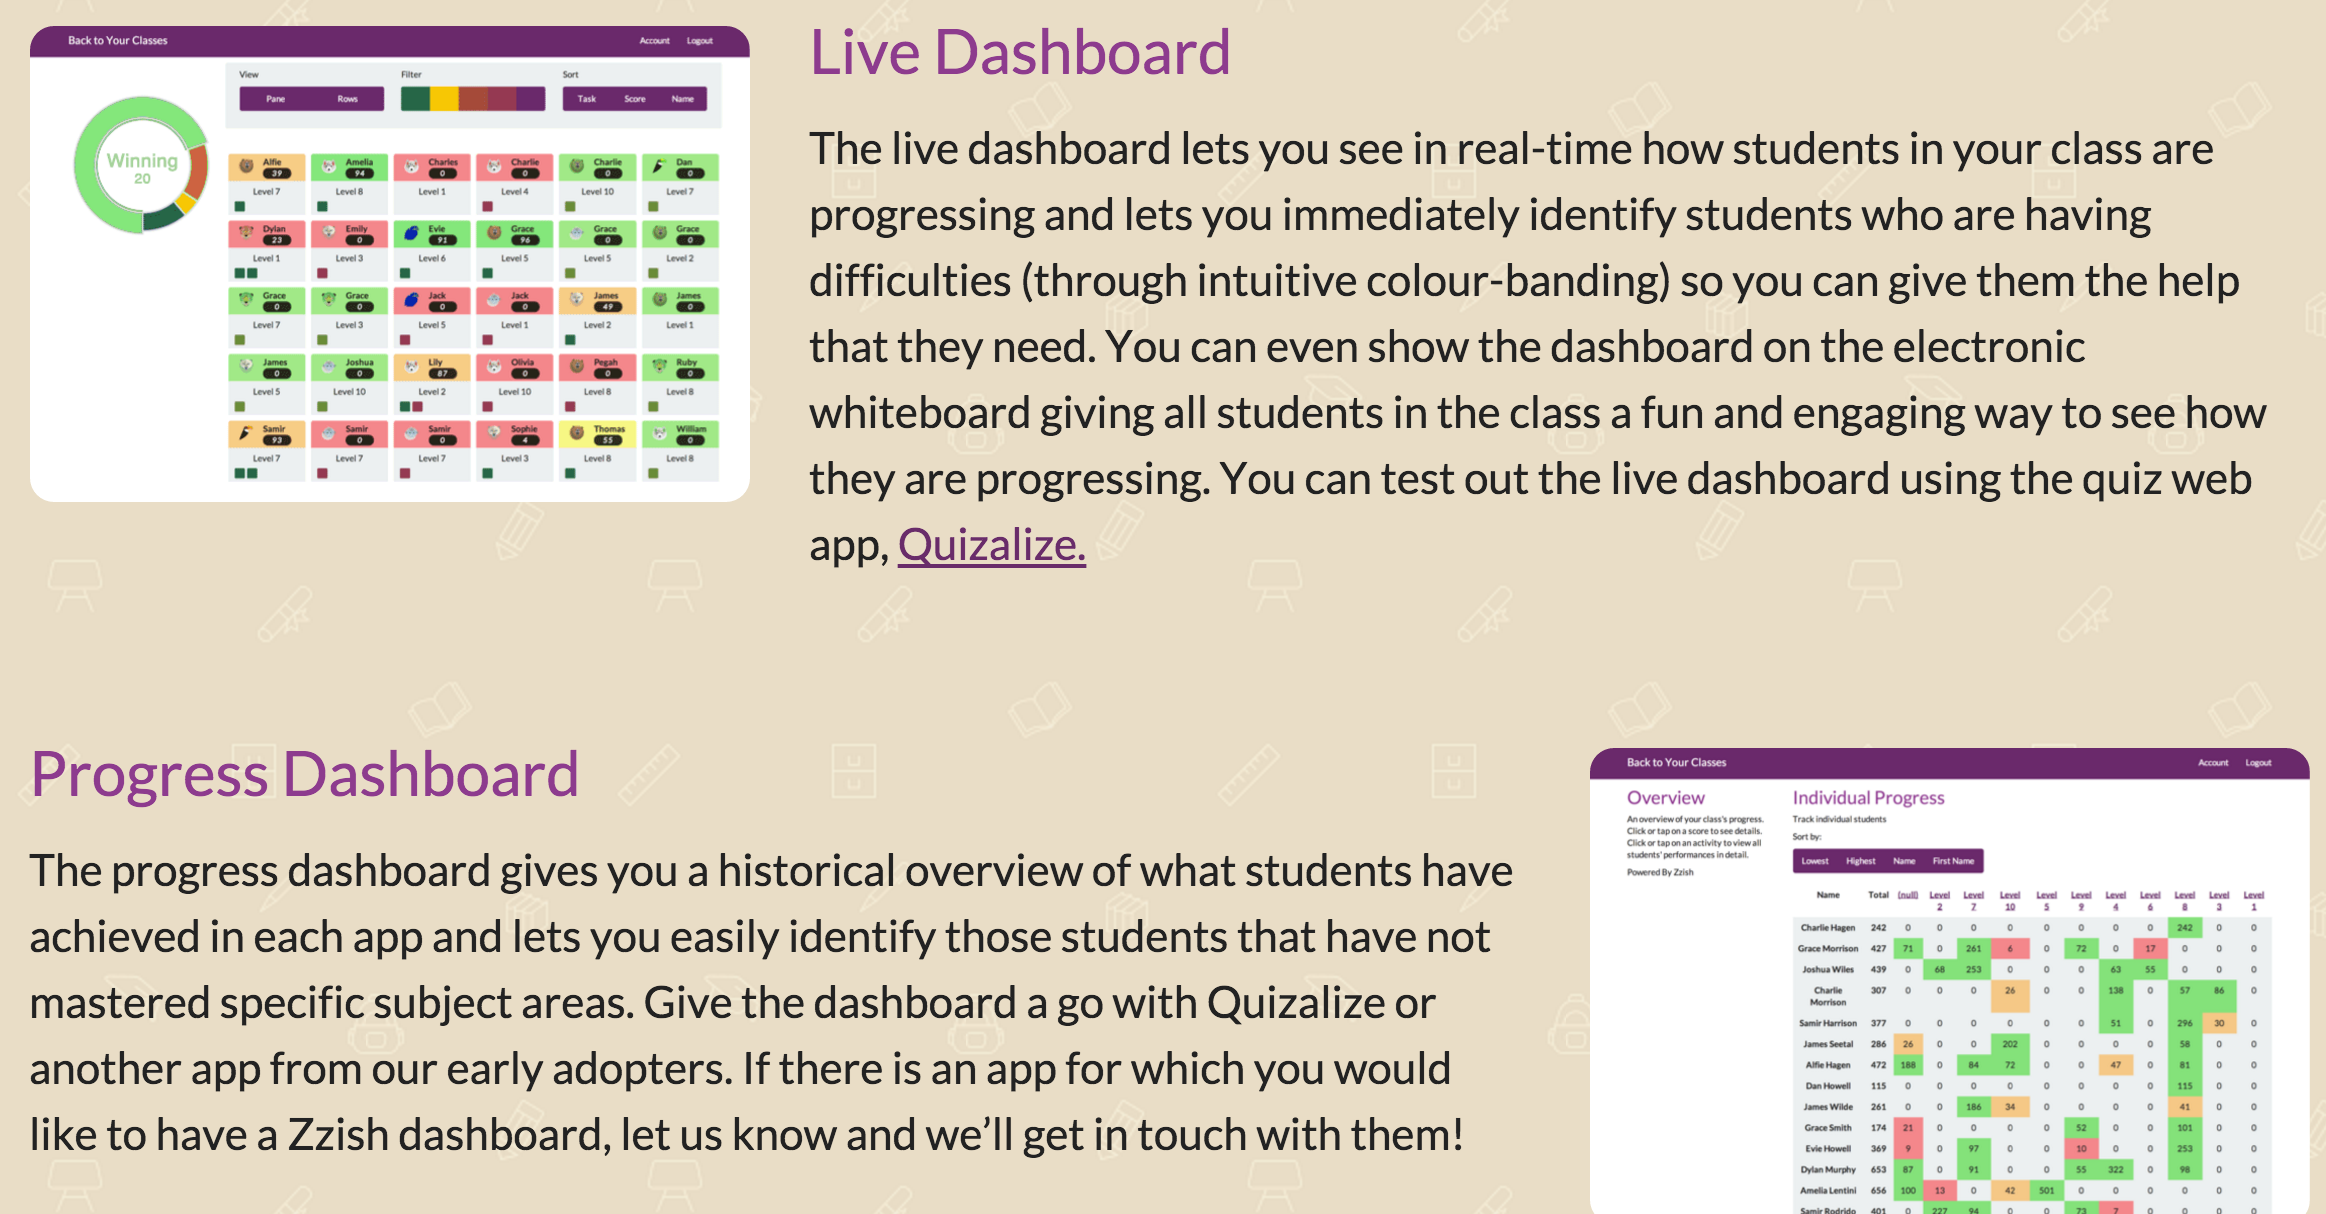 Back to Your Classes Account Logout
View Filter Sort
Pane Rows Task Score Name
Winning
20
Alfie Amelia Charles Charlie Charlie Dan
39 94 0 0 0 0
Level 7 Level 8 Level 1 Level 4 Level 10 Level 7
Dylan Emily Evie Grace Grace Grace
23 0 91 96 0 0
Level 1 Level 3 Level 6 Level 5 Level 5 Level 2
Grace Grace Jack Jack James James
0 0 0 0 49 0
Level 7 Level 3 Level 5 Level 1 Level 2 Level 1
James Joshua Lily Olivia Pegah Ruby
0 0 87 0 0 0
Level 5 Level 10 Level 2 Level 10 Level 8 Level 8
Samir Samir Samir Sophie Thomas William
93 0 0 4 55 0
Level 7 Level 7 Level 7 Level 3 Level 8 Level 8
Live Dashboard
The live dashboard lets you see in real-time how students in your class are
progressing and lets you immediately identify students who are having
difficulties (through intuitive colour-banding) so you can give them the help
that they need. You can even show the dashboard on the electronic
whiteboard giving all students in the class a fun and engaging way to see how
they are progressing. You can test out the live dashboard using the quiz web
app, Quizalize.
Progress Dashboard
The progress dashboard gives you a historical overview of what students have
achieved in each app and lets you easily identify those students that have not
mastered specific subject areas. Give the dashboard a go with Quizalize or
another app from our early adopters. If there is an app for which you would
like to have a Zzish dashboard, let us know and we’ll get in touch with them!
Back to Your Classes Account Logout
Overview
An overview of your class's progress.
Click or tap on a score to see details.
Click or tap on an activity to view all
students' performances in detail.
Powered By Zzish
Individual Progress
Track individual students
Sort by:
Lowest Highest Name First Name
Name Total (null) Level Level Level Level Level Level Level Level Level Level
2 7 10 5 9 4 6 8 3 1
Charlie Hagen 242 0 0 0 0 0 0 0 0 242 0 0
Grace Morrison 427 71 0 261 6 0 72 0 17 0 0 0
Joshua Wiles 439 0 68 253 0 0 0 63 55 0 0 0
Charlie 307 0 0 0 26 0 0 138 0 57 86 0
Morrison
Samir Harrison 377 0 0 0 0 0 0 51 0 296 30 0
James Seetal 286 26 0 0 202 0 0 0 0 58 0 0
Alfie Hagen 472 188 0 84 72 0 0 47 0 81 0 0
Dan Howell 115 0 0 0 0 0 0 0 0 115 0 0
James Wilde 261 0 0 186 34 0 0 0 0 41 0 0
Grace Smith 174 21 0 0 0 0 52 0 0 101 0 0
Evie Howell 369 9 0 97 0 0 10 0 0 253 0 0
Dylan Murphy 653 87 0 91 0 0 55 322 0 98 0 0
Amelia Lentini 656 100 13 0 42 501 0 0 0 0 0 0
Samir Rodrido 401 0 227 94 0 0 73 7 0 0 0 0